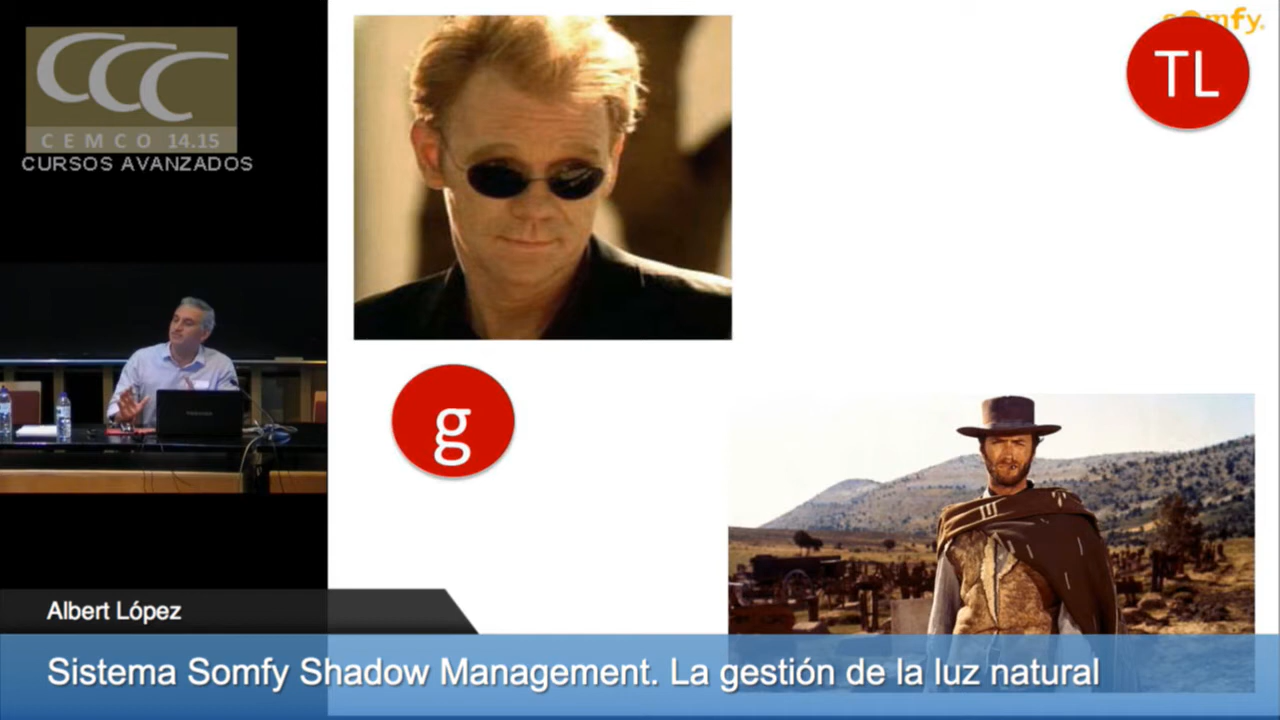 CCC
CEMCO 14.15
CURSOS AVANZADOS
somfy.
TL
g
TOSHIBA
Albert López
Sistema Somfy Shadow Management. La gestión de la luz natural